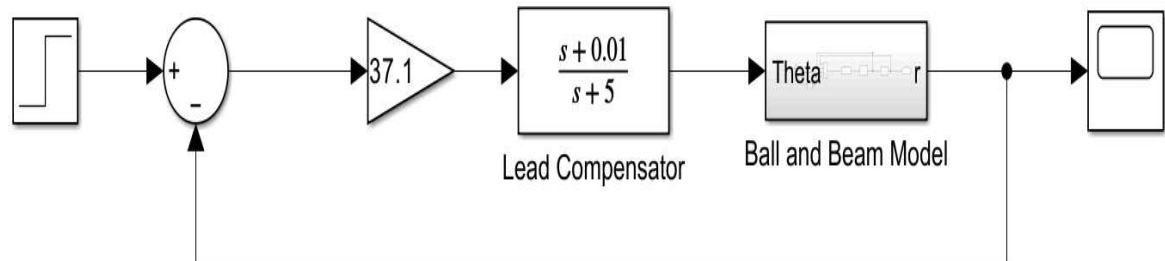 +
−
37.1
s + 0.01
s + 5
Lead Compensator
Theta
r
Ball and Beam Model